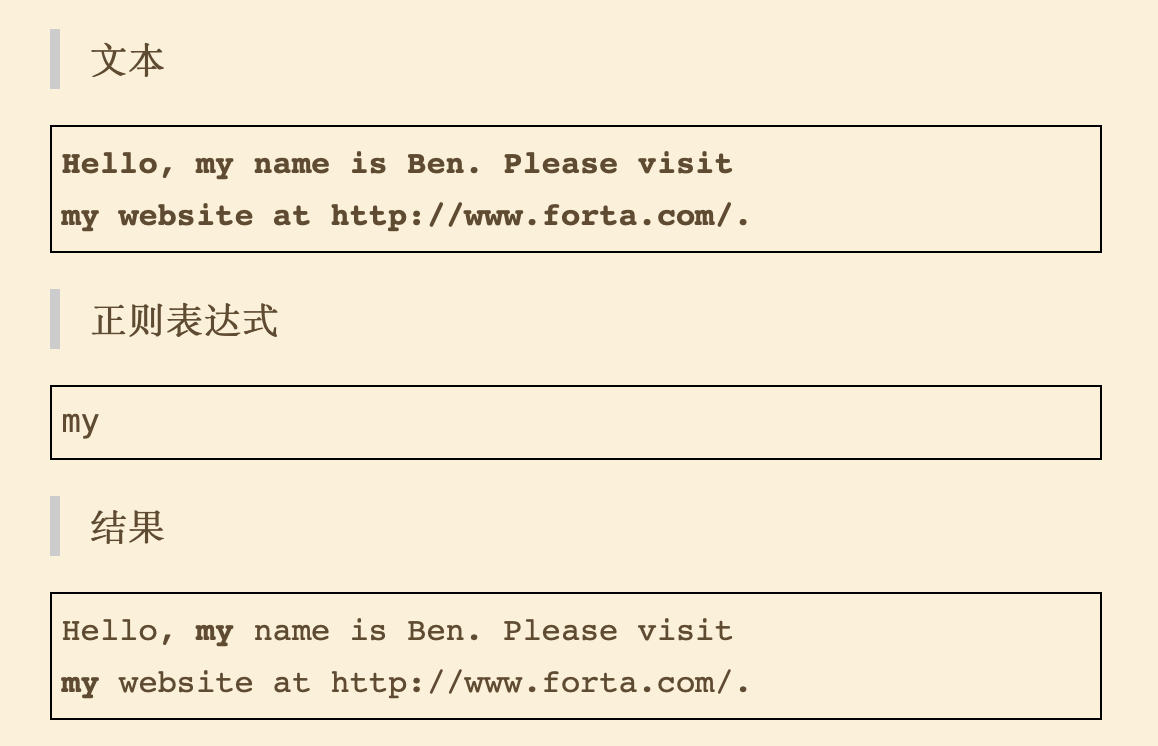 文本
Hello, my name is Ben. Please visit
my website at http://www.forta.com/.
正则表达式
my
结果
Hello, my name is Ben. Please visit
my website at http://www.forta.com/.